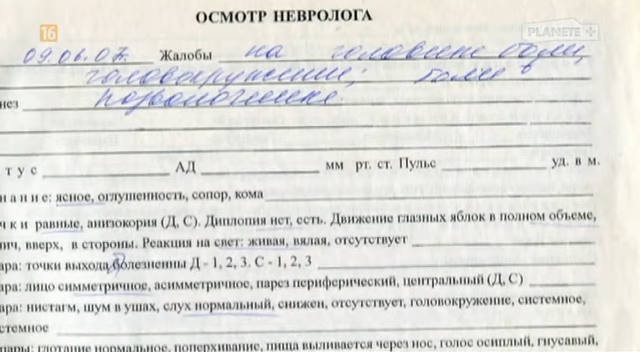 16
PLANETE +
ОСМОТР НЕВРОЛОГА
09.06.07. Жалобы на головные боли,
головокружение, боли в
позвоночнике.
нез
т у с АД мм рт. ст. Пульс уд. в м.
н а н и е: ясное, оглушенность, сопор, кома
ч к и равные, анизокория (Д, С). Диплопия нет, есть. Движение глазных яблок в полном объеме,
нич, вверх, в стороны. Реакция на свет: живая, вялая, отсутствует
ара: точки выхода болезненны Д - 1, 2, 3. С - 1, 2, 3
ара: лицо симметричное, асимметричное, парез периферический, центральный (Д, С)
ара: нистагм, шум в ушах, слух нормальный, снижен, отсутствует, головокружение, системное,
стемное
пары: глотание нормальное, поперхивание, пища выливается через нос, голос осиплый, гнусавый,